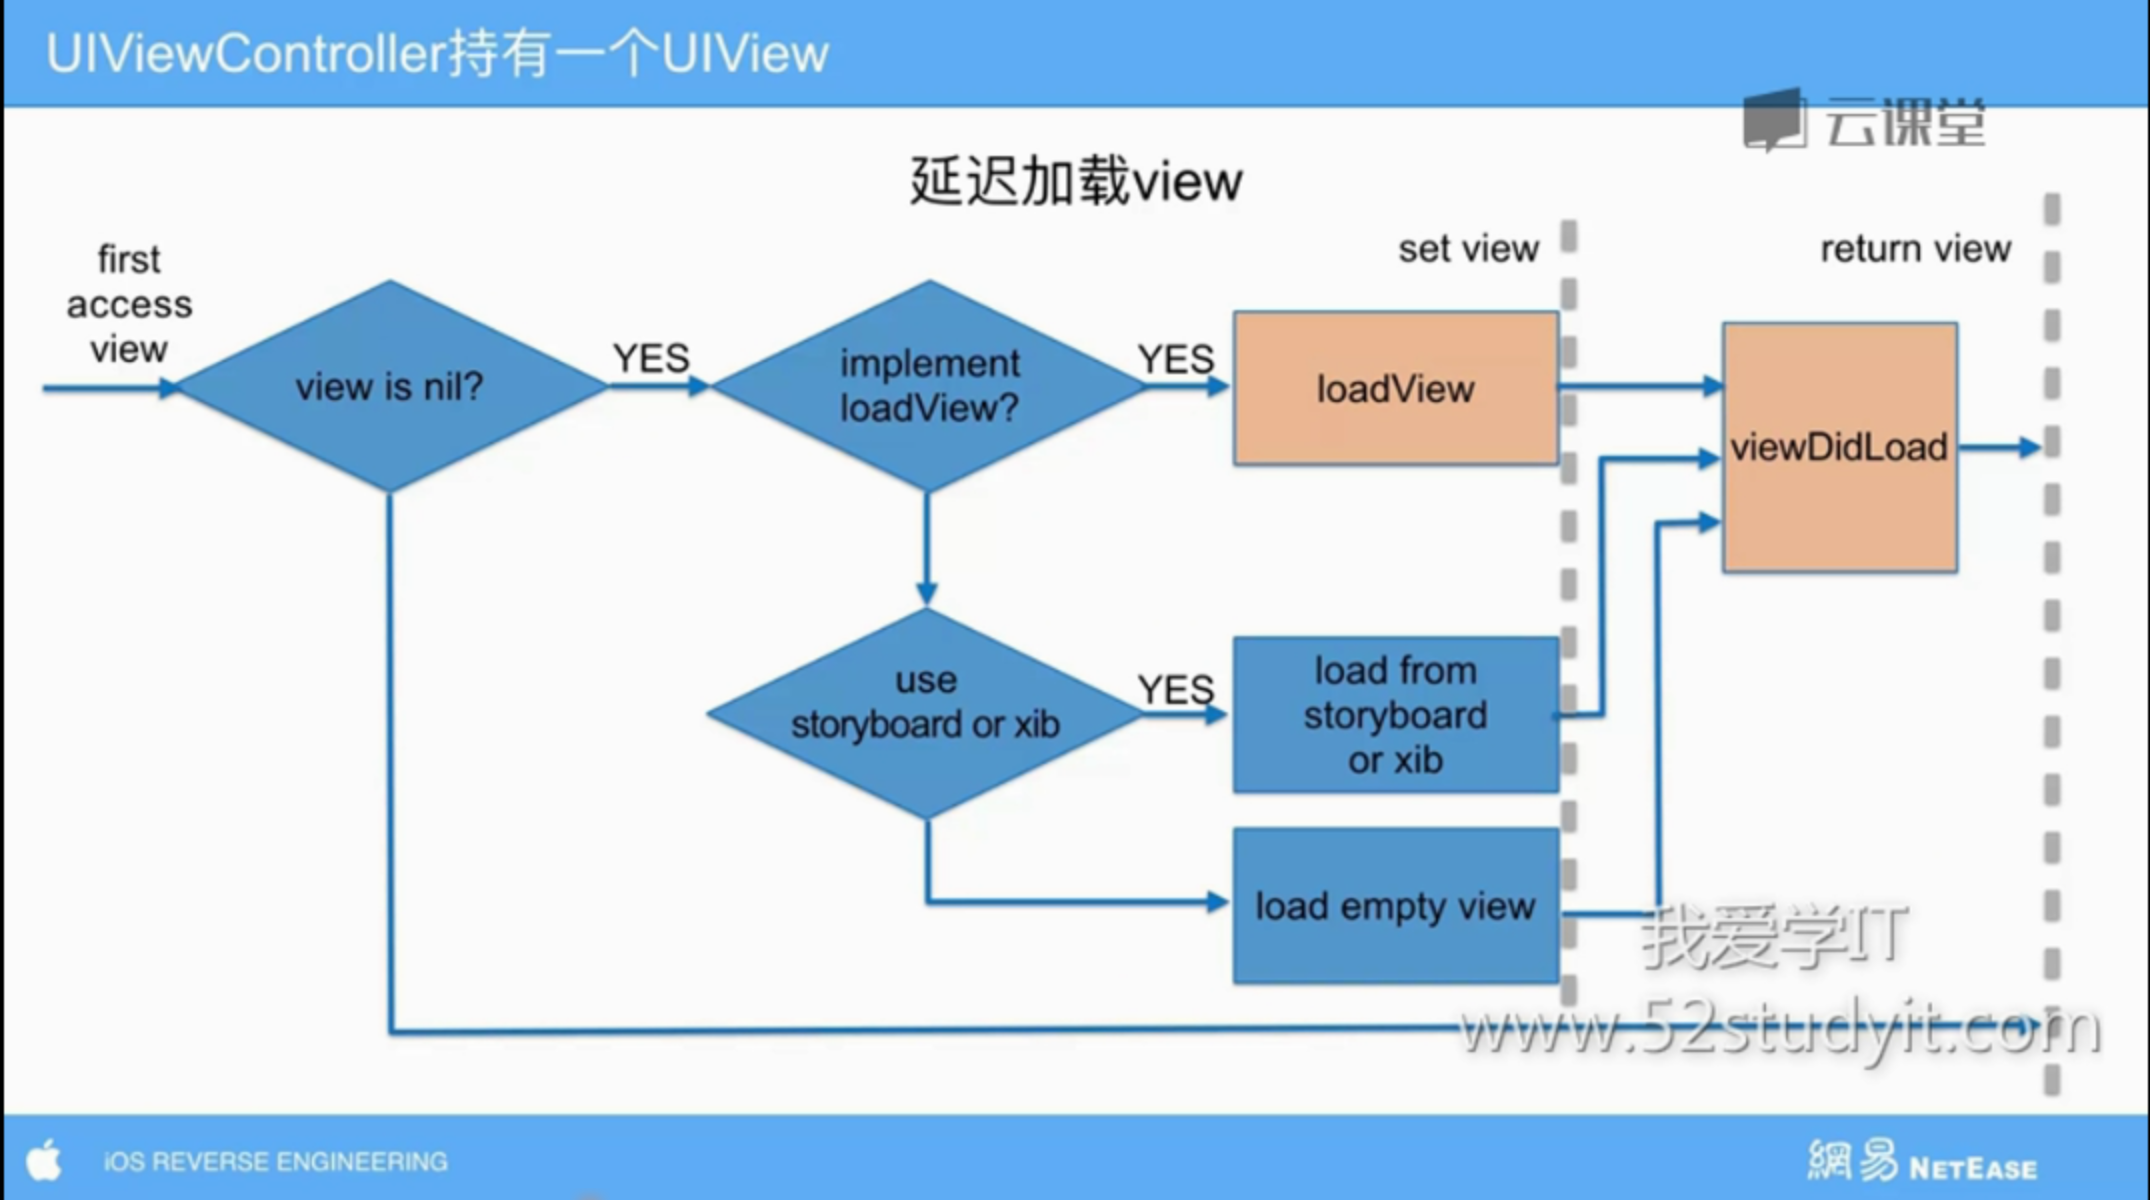 UIViewController持有一个UIView
云课堂
延迟加载view
first
access
view
set view
return view
view is nil?
YES
implement
loadView?
YES
loadView
viewDidLoad
use
storyboard or xib
YES
load from
storyboard
or xib
load empty view
我爱学IT
www.52studyit.com
iOS REVERSE ENGINEERING
網易 NETEASE